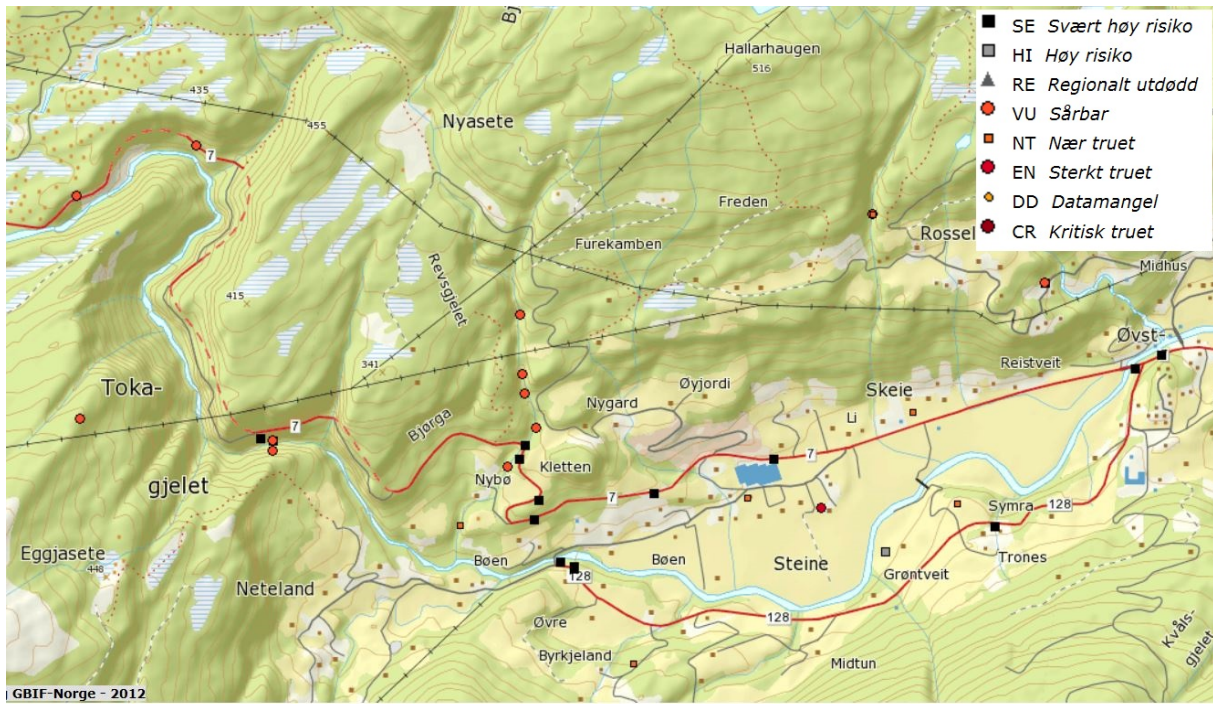 SE Svært høy risiko
HI Høy risiko
RE Regionalt utdødd
VU Sårbar
NT Nær truet
EN Sterkt truet
DD Datamangel
CR Kritisk truet
Bj
Hallarhaugen
516
435
455
Nyasete
7
Freden
Rossel
Furekamben
Midhus
Revsgjelet
415
Øvst-
341
Reistveit
Toka-
Øyjordi
Skeie
Nygard
Li
7
Bjørga
7
Kletten
Nybø
gjelet
7
Symra
128
Eggjasete
448
Bøen
Bøen
Steine
Trones
Grøntveit
128
Neteland
128
Øvre
Byrkjeland
Midtun
Kvåls-
gjelet
GBIF-Norge - 2012